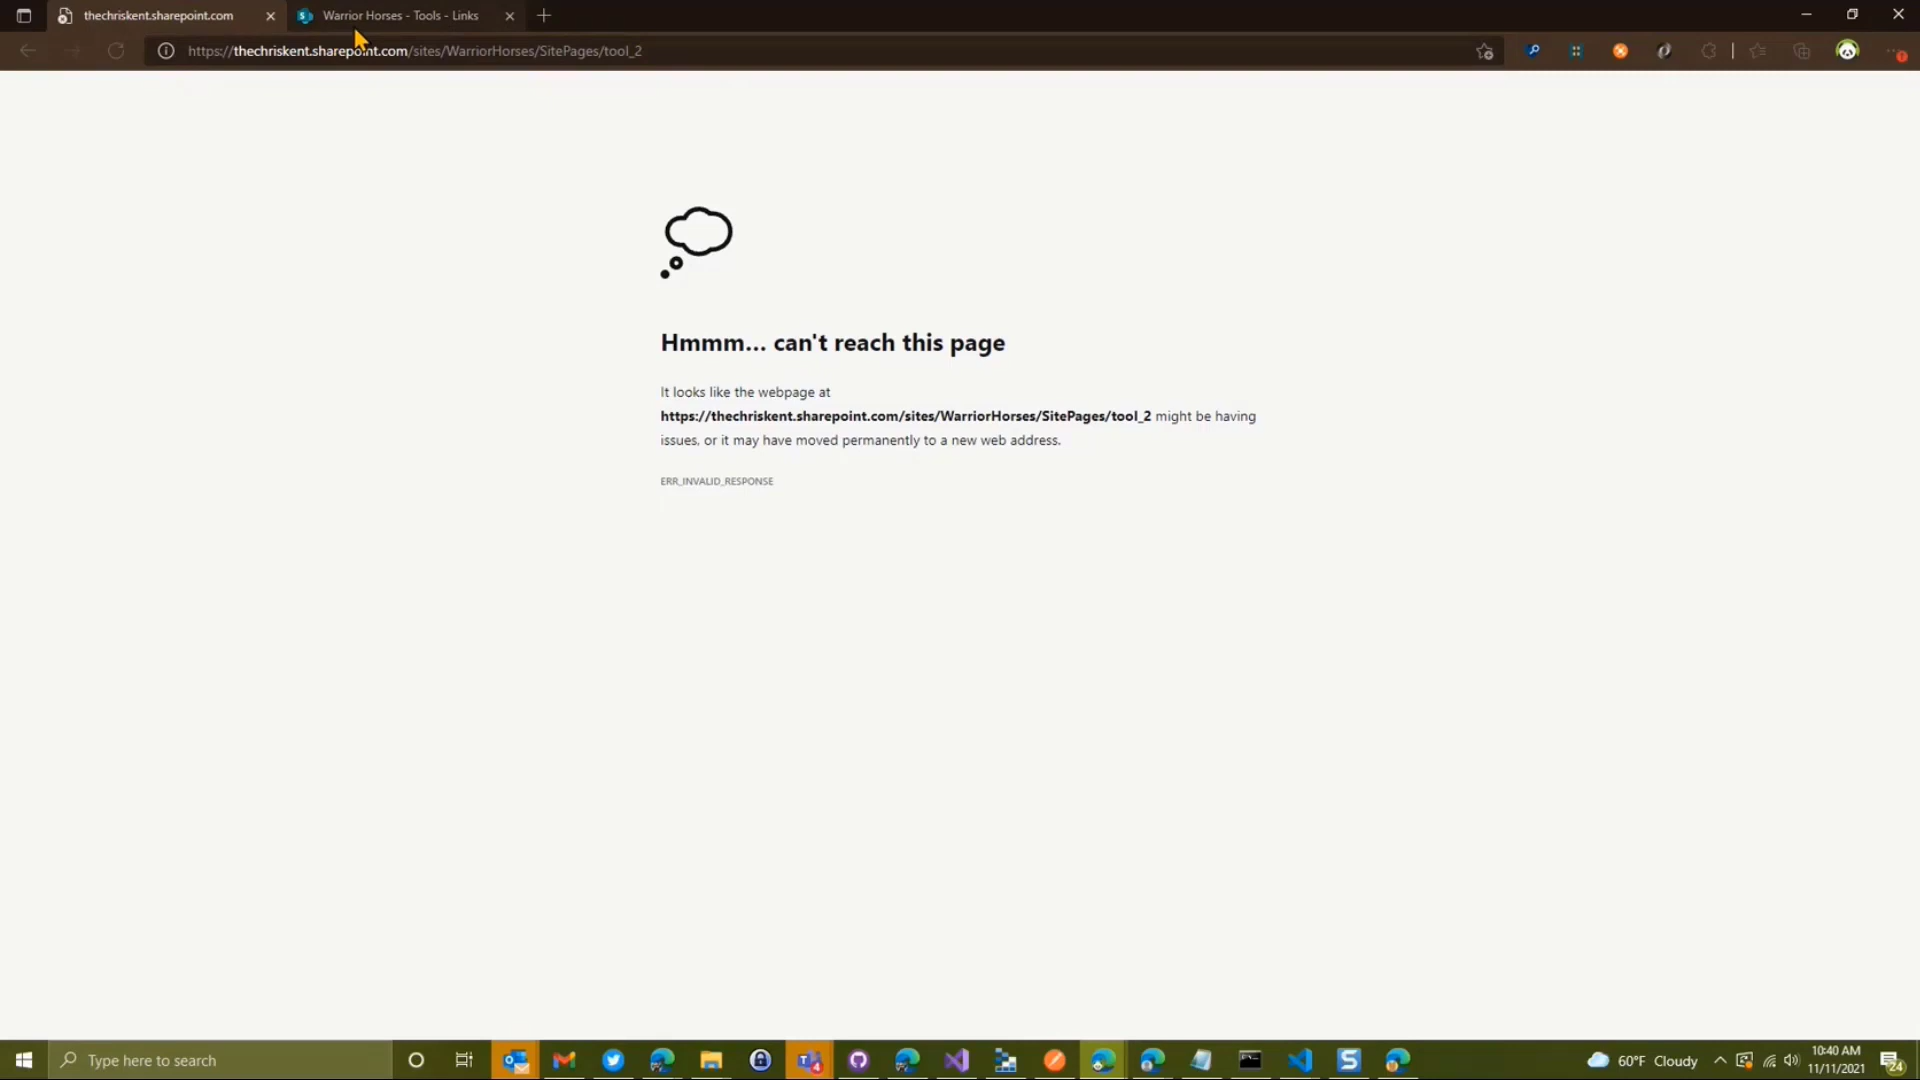 thechriskent.sharepoint.com
Warrior Horses - Tools - Links
https://thechriskent.sharepoint.com/sites/WarriorHorses/SitePages/tool_2
Hmmm... can't reach this page
It looks like the webpage at
https://thechriskent.sharepoint.com/sites/WarriorHorses/SitePages/tool_2 might be having
issues, or it may have moved permanently to a new web address.
ERR_INVALID_RESPONSE
Type here to search
60°F Cloudy
10:40 AM
11/11/2021
24
4